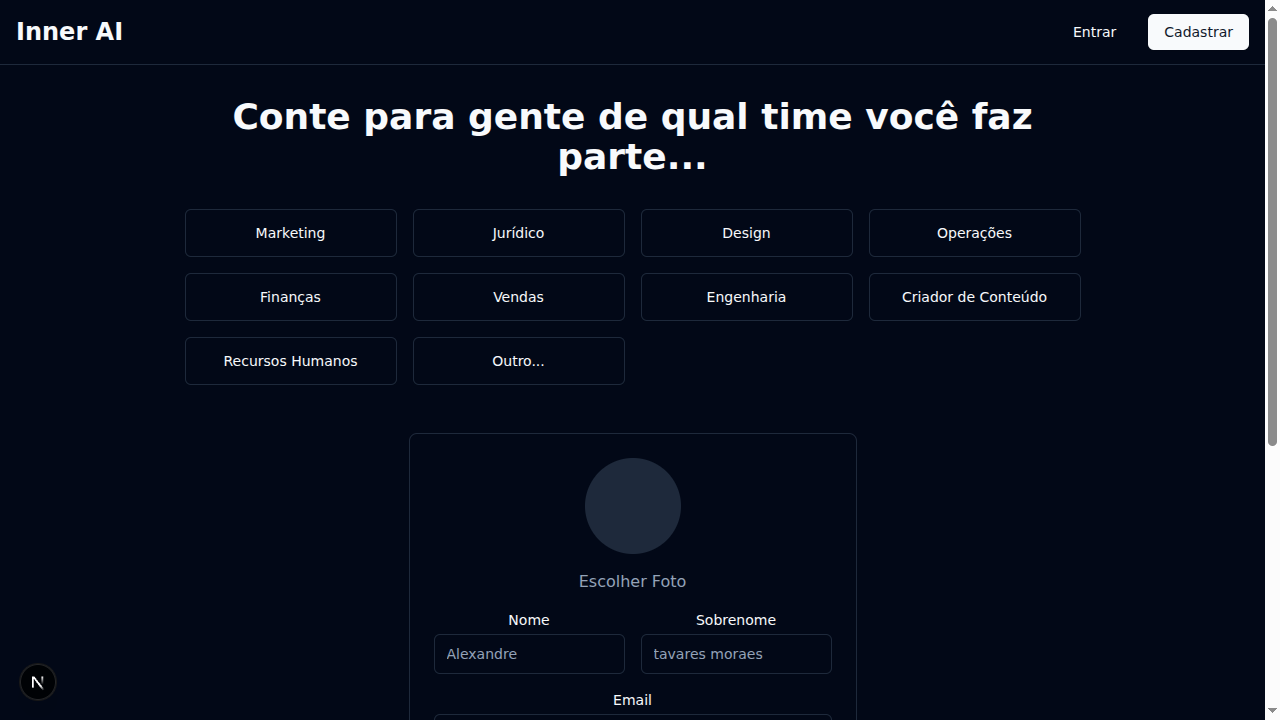 Inner AI
Entrar
Cadastrar
Conte para gente de qual time você faz
parte...
Marketing
Jurídico
Design
Operações
Finanças
Vendas
Engenharia
Criador de Conteúdo
Recursos Humanos
Outro...
Escolher Foto
Nome
Sobrenome
Alexandre
tavares moraes
Email